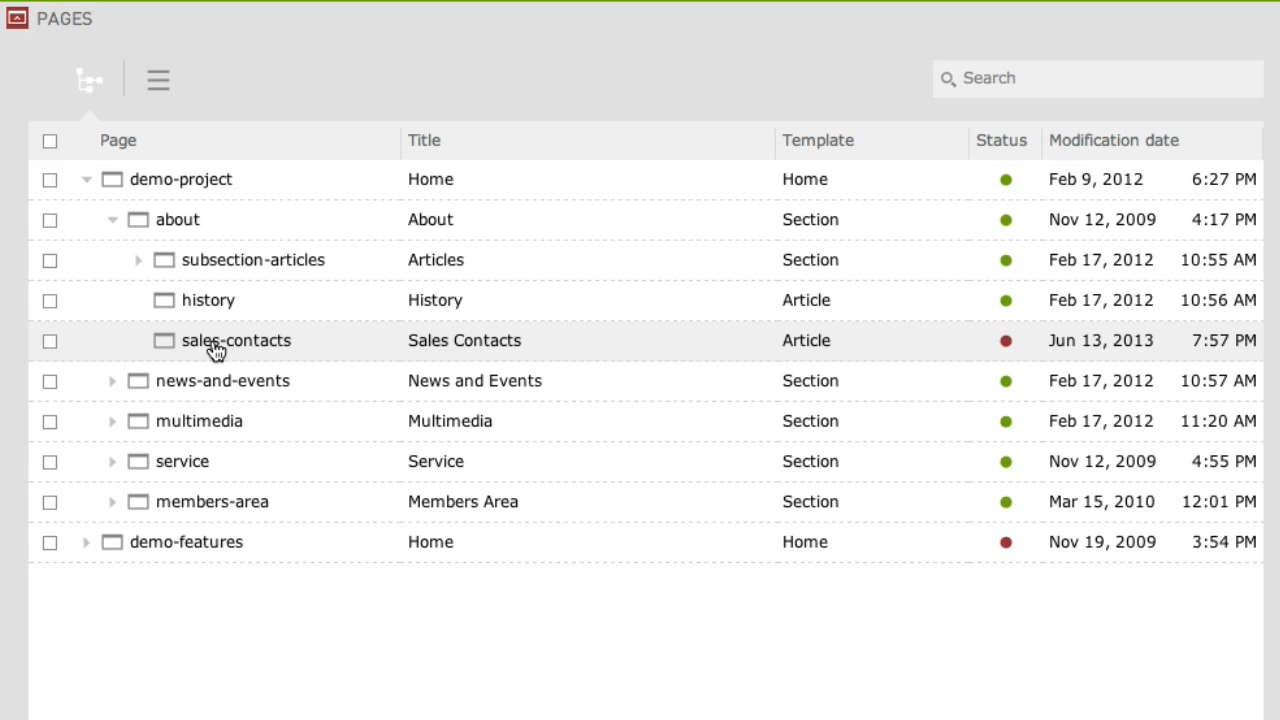 PAGES
Search
Page Title Template Status Modification date
demo-project Home Home Feb 9, 2012 6:27 PM
about About Section Nov 12, 2009 4:17 PM
subsection-articles Articles Section Feb 17, 2012 10:55 AM
history History Article Feb 17, 2012 10:56 AM
sales-contacts Sales Contacts Article Jun 13, 2013 7:57 PM
news-and-events News and Events Section Feb 17, 2012 10:57 AM
multimedia Multimedia Section Feb 17, 2012 11:20 AM
service Service Section Nov 12, 2009 4:55 PM
members-area Members Area Section Mar 15, 2010 12:01 PM
demo-features Home Home Nov 19, 2009 3:54 PM